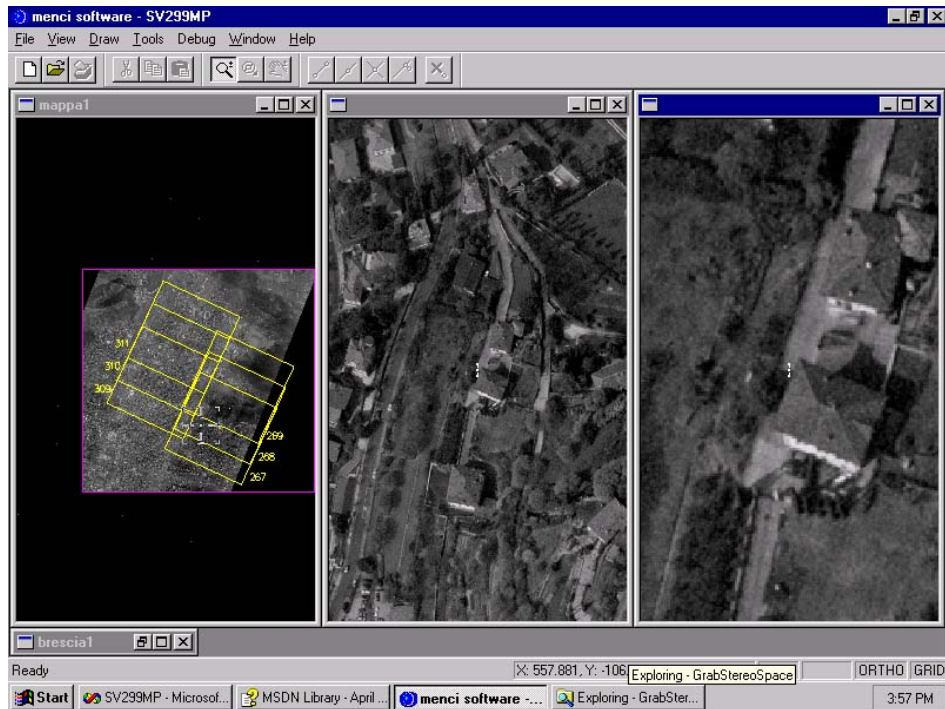 menci software - SV299MP
File View Draw Tools Debug Window Help
mappa1
311
310
309
269
268
267
brescia1
Ready
X: 557.881, Y: -106.
Exploring - GrabStereoSpace
ORTHO
GRID
Start
SV299MP - Microsof...
MSDN Library - April ...
menci software -...
Exploring - GrabSter...
3:57 PM